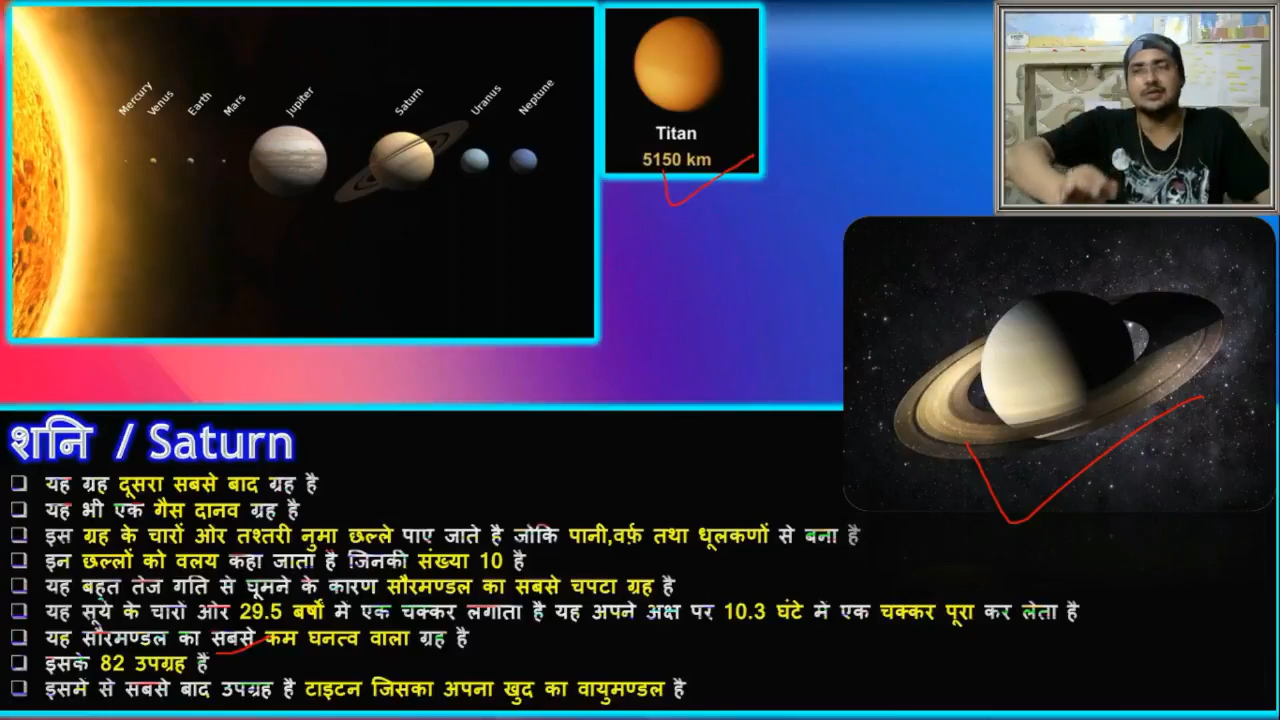 Mercury
Venus
Earth
Mars
Jupiter
Saturn
Uranus
Neptune
Titan
5150 km
शनि / Saturn
यह ग्रह दूसरा सबसे बाद ग्रह है
यह भी एक गैस दानव ग्रह है
इस ग्रह के चारों ओर तश्तरी नुमा छल्ले पाए जाते है जोकि पानी,वर्फ़ तथा धूलकणों से बना है
इन छल्लों को वलय कहा जाता है जिनकी संख्या 10 है
यह बहुत तेज गति से घूमने के कारण सौरमण्डल का सबसे चपटा ग्रह है
यह सूर्य के चारों ओर 29.5 बर्षो में एक चक्कर लगाता है यह अपने अक्ष पर 10.3 घंटे में एक चक्कर पूरा कर लेता है
यह सौरमण्डल का सबसे कम घनत्व वाला ग्रह है
इसके 82 उपग्रह है
इसमें से सबसे बाद उपग्रह है टाइटन जिसका अपना खुद का वायुमण्डल है